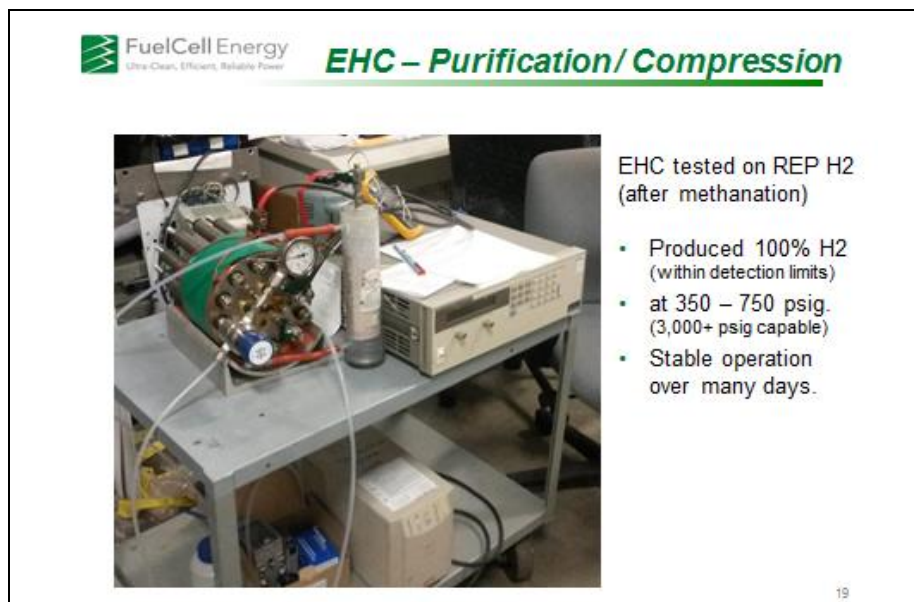 FuelCell Energy
Ultra-Clean, Efficient, Reliable Power
EHC – Purification/ Compression
EHC tested on REP H2
(after methanation)
• Produced 100% H2
(within detection limits)
• at 350 – 750 psig.
(3,000+ psig capable)
• Stable operation
over many days.
19